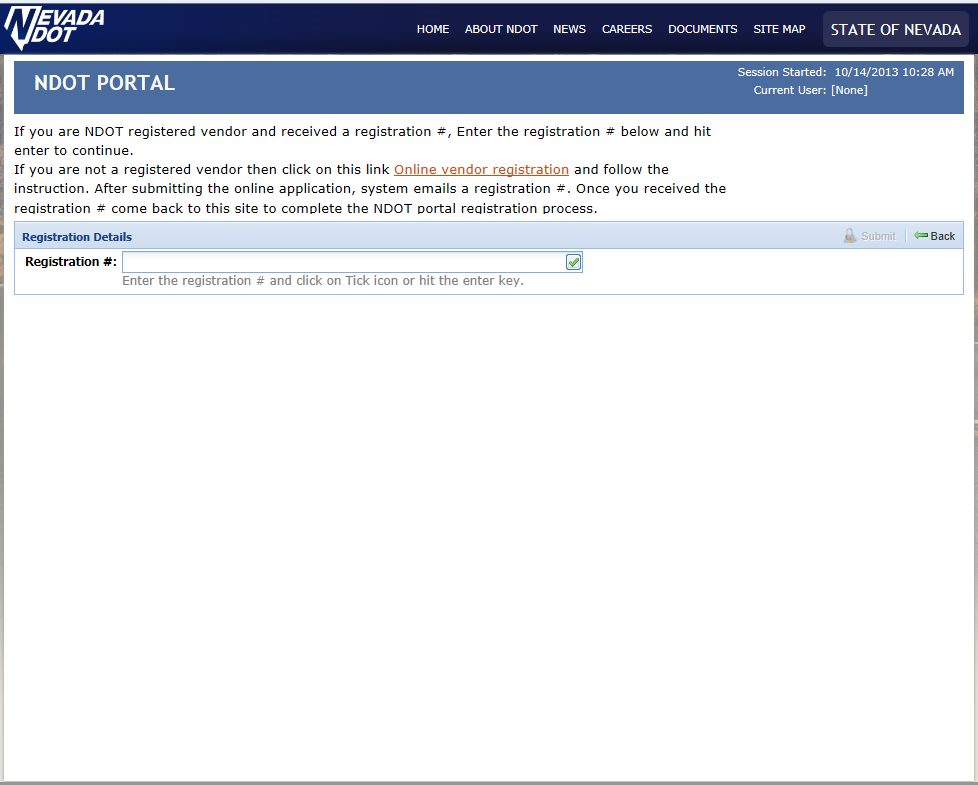 NEVADA
DOT
HOME ABOUT NDOT NEWS CAREERS DOCUMENTS SITE MAP STATE OF NEVADA
NDOT PORTAL
Session Started: 10/14/2013 10:28 AM
Current User: [None]
If you are NDOT registered vendor and received a registration #, Enter the registration # below and hit
enter to continue.
If you are not a registered vendor then click on this link Online vendor registration and follow the
instruction. After submitting the online application, system emails a registration #. Once you received the
registration # come back to this site to complete the NDOT portal registration process.
Registration Details Submit Back
Registration #:
Enter the registration # and click on Tick icon or hit the enter key.